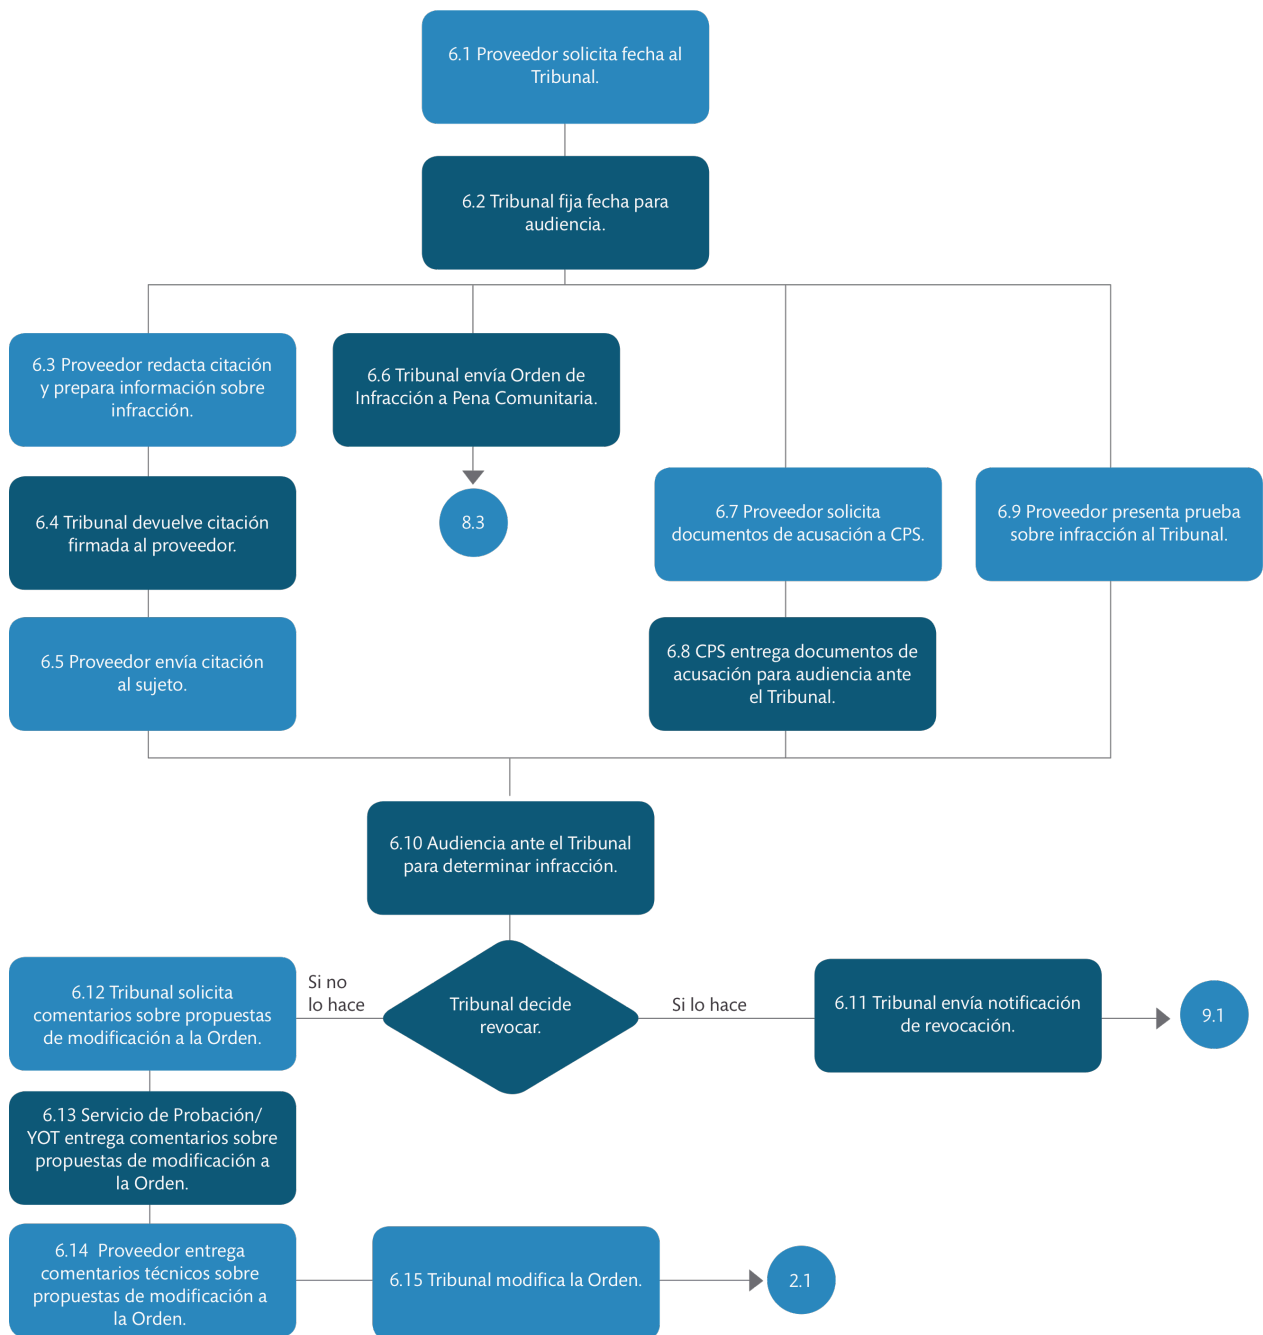 6.1 Proveedor solicita fecha al
Tribunal.
6.2 Tribunal fija fecha para
audiencia.
6.3 Proveedor redacta citación
y prepara información sobre
infracción.
6.6 Tribunal envía Orden de
Infracción a Pena Comunitaria.
6.4 Tribunal devuelve citación
firmada al proveedor.
8.3
6.7 Proveedor solicita
documentos de acusación a CPS.
6.9 Proveedor presenta prueba
sobre infracción al Tribunal.
6.5 Proveedor envía citación
al sujeto.
6.8 CPS entrega documentos de
acusación para audiencia ante
el Tribunal.
6.10 Audiencia ante el Tribunal
para determinar infracción.
6.12 Tribunal solicita
comentarios sobre propuestas
de modificación a la Orden.
Si no
lo hace
Tribunal decide
revocar.
Si lo hace
6.11 Tribunal envía notificación
de revocación.
9.1
6.13 Servicio de Probación/
YOT entrega comentarios sobre
propuestas de modificación a
la Orden.
6.14 Proveedor entrega
comentarios técnicos sobre
propuestas de modificación a
la Orden.
6.15 Tribunal modifica la Orden.
2.1